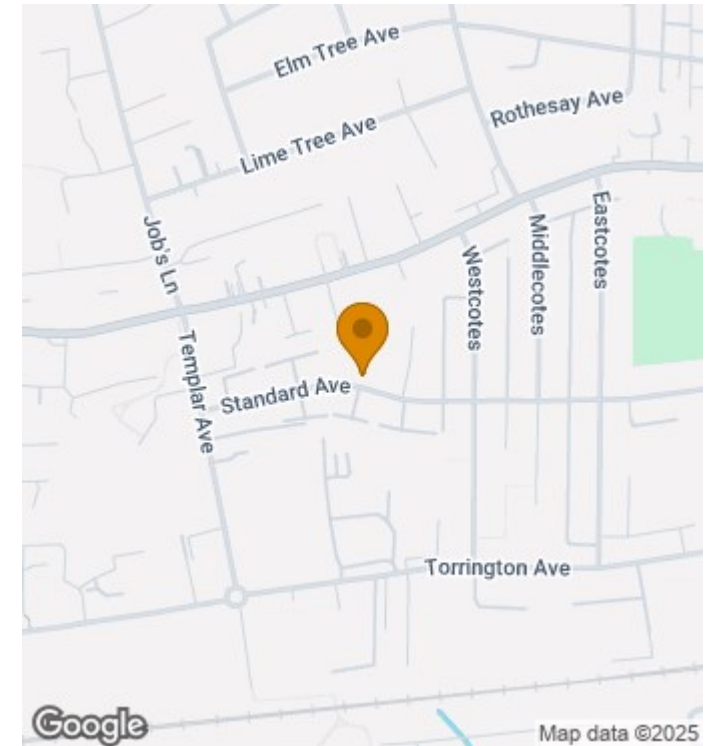 Elm Tree Ave
Rothesay Ave
Lime Tree Ave
Job's Ln
Eastcotes
Middlecotes
Westcotes
Templar Ave
Standard Ave
Torrington Ave
Google
Map data ©2025